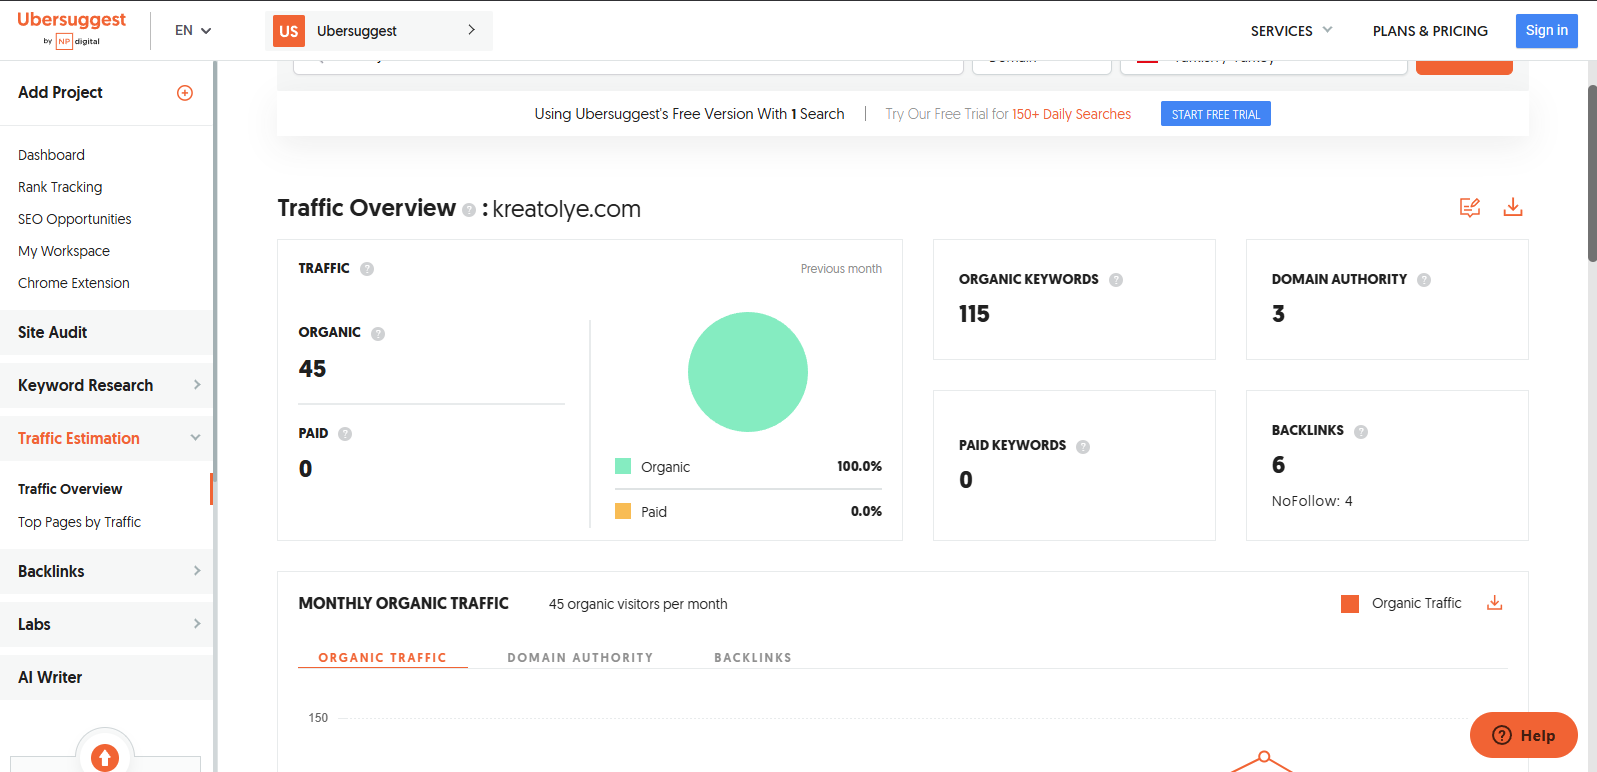 Ubersuggest
by NP digital
EN
US Ubersuggest
SERVICES
PLANS & PRICING
Sign in
Add Project
Dashboard
Rank Tracking
SEO Opportunities
My Workspace
Chrome Extension
Site Audit
Keyword Research
Traffic Estimation
Traffic Overview
Top Pages by Traffic
Backlinks
Labs
AI Writer
Using Ubersuggest's Free Version With 1 Search
Try Our Free Trial for 150+ Daily Searches
START FREE TRIAL
Traffic Overview ? : kreatolye.com
TRAFFIC ?
Previous month
ORGANIC ?
45
PAID ?
0
Organic 100.0%
Paid 0.0%
ORGANIC KEYWORDS ?
115
DOMAIN AUTHORITY ?
3
PAID KEYWORDS ?
0
BACKLINKS ?
6
NoFollow: 4
MONTHLY ORGANIC TRAFFIC
45 organic visitors per month
Organic Traffic
ORGANIC TRAFFIC
DOMAIN AUTHORITY
BACKLINKS
150
? Help